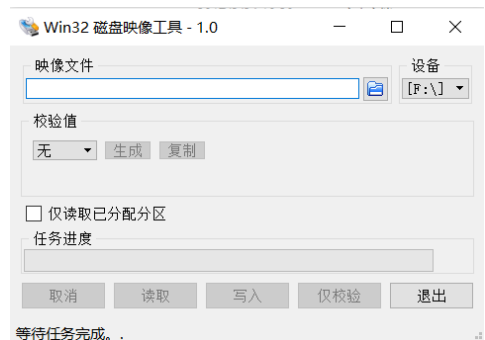 Win32 磁盘映像工具 - 1.0
映像文件
设备
[F:\]
校验值
无 生成 复制
仅读取已分配分区
任务进度
取消 读取 写入 仅校验 退出
等待任务完成。.